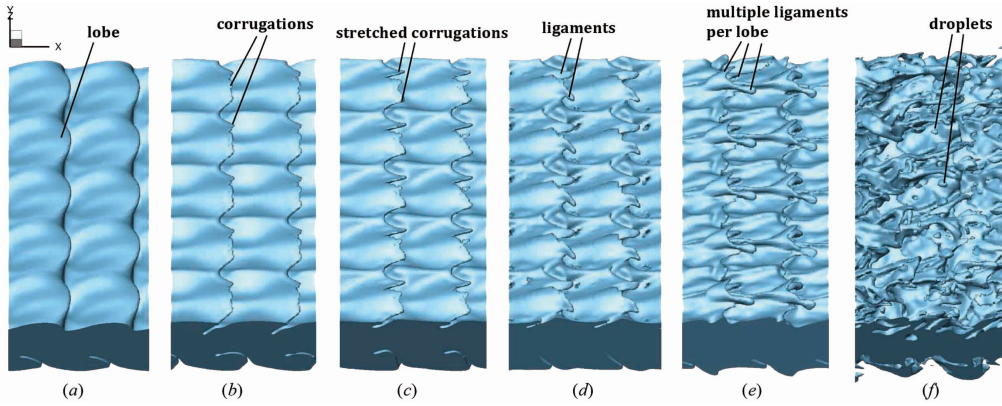 Y
Z
X
lobe
corrugations
stretched corrugations
ligaments
multiple ligaments
per lobe
droplets
(a)
(b)
(c)
(d)
(e)
(f)